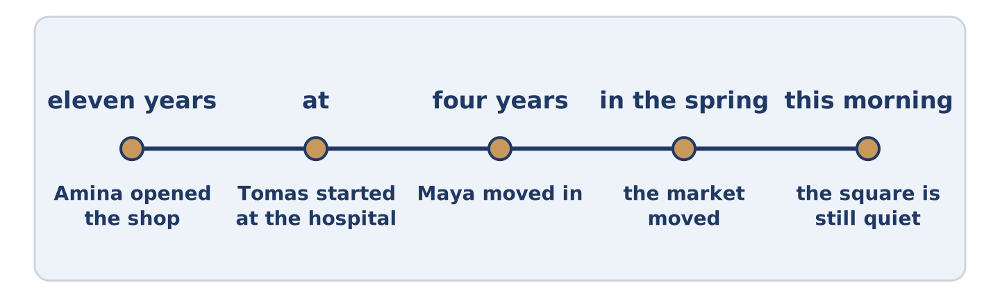 eleven years
at
four years
in the spring
this morning
Amina opened
the shop
Tomas started
at the hospital
Maya moved in
the market
moved
the square is
still quiet